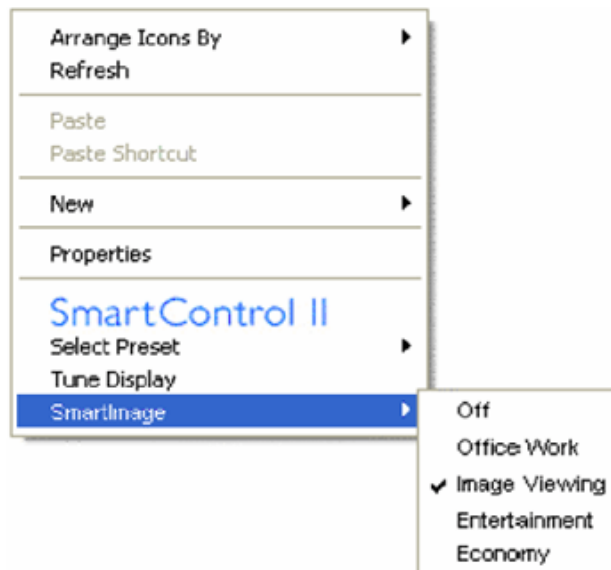 Arrange Icons By
Refresh
Paste
Paste Shortcut
New
Properties
SmartControl II
Select Preset
Tune Display
SmartImage
Off
Office Work
Image Viewing
Entertainment
Economy